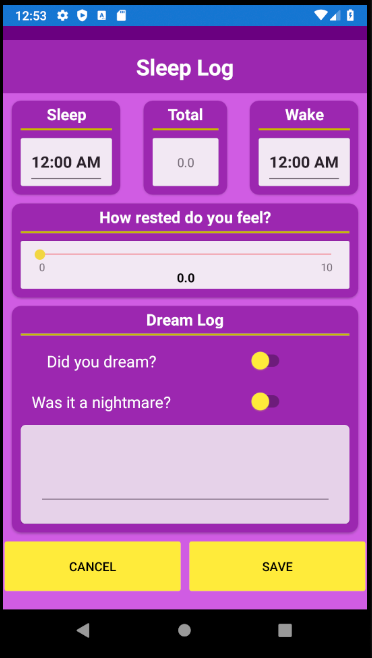 12:53
Sleep Log
Sleep Total Wake
12:00 AM 0.0 12:00 AM
How rested do you feel?
0 10
0.0
Dream Log
Did you dream?
Was it a nightmare?
CANCEL SAVE